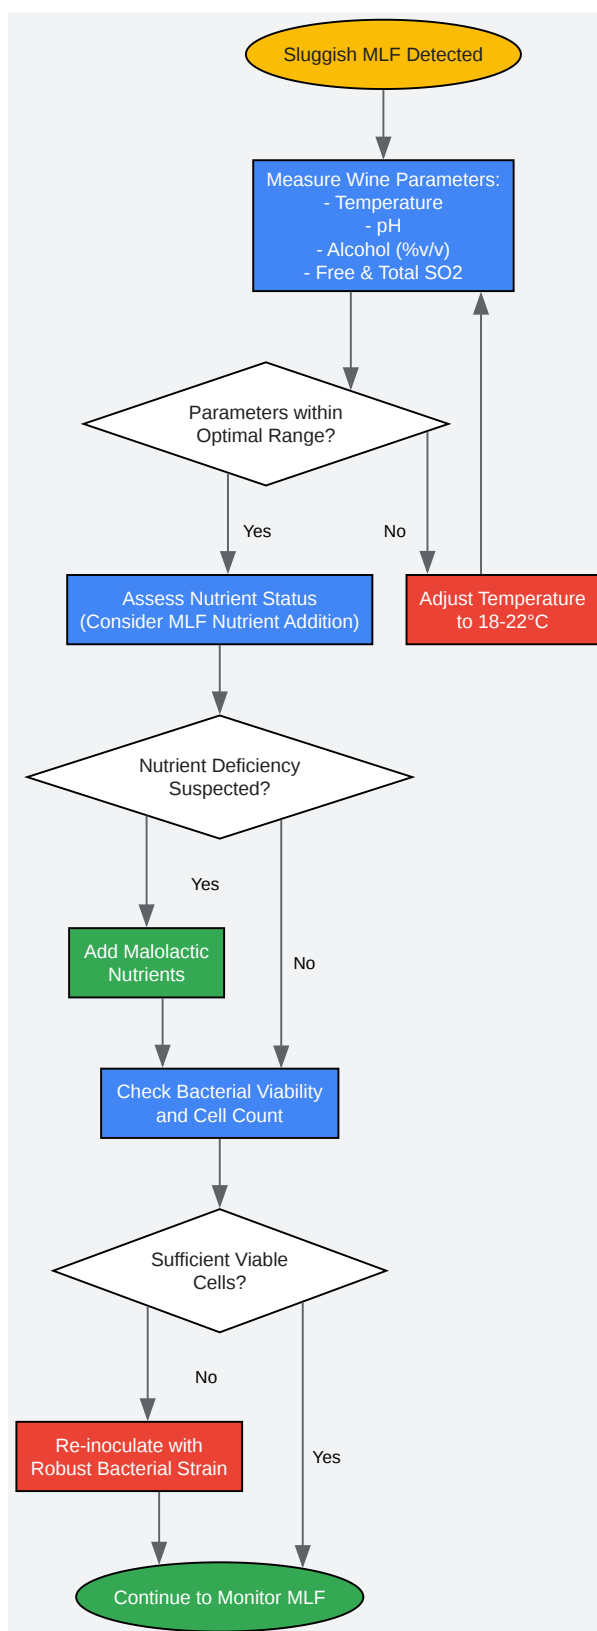 Sluggish MLF Detected
Measure Wine Parameters:
- Temperature
- pH
- Alcohol (%v/v)
- Free & Total SO2
Parameters within
Optimal Range?
Yes
No
Assess Nutrient Status
(Consider MLF Nutrient Addition)
Adjust Temperature
to 18-22°C
Nutrient Deficiency
Suspected?
Yes
Add Malolactic
Nutrients
No
Check Bacterial Viability
and Cell Count
Sufficient Viable
Cells?
No
Re-inoculate with
Robust Bacterial Strain
Yes
Continue to Monitor MLF